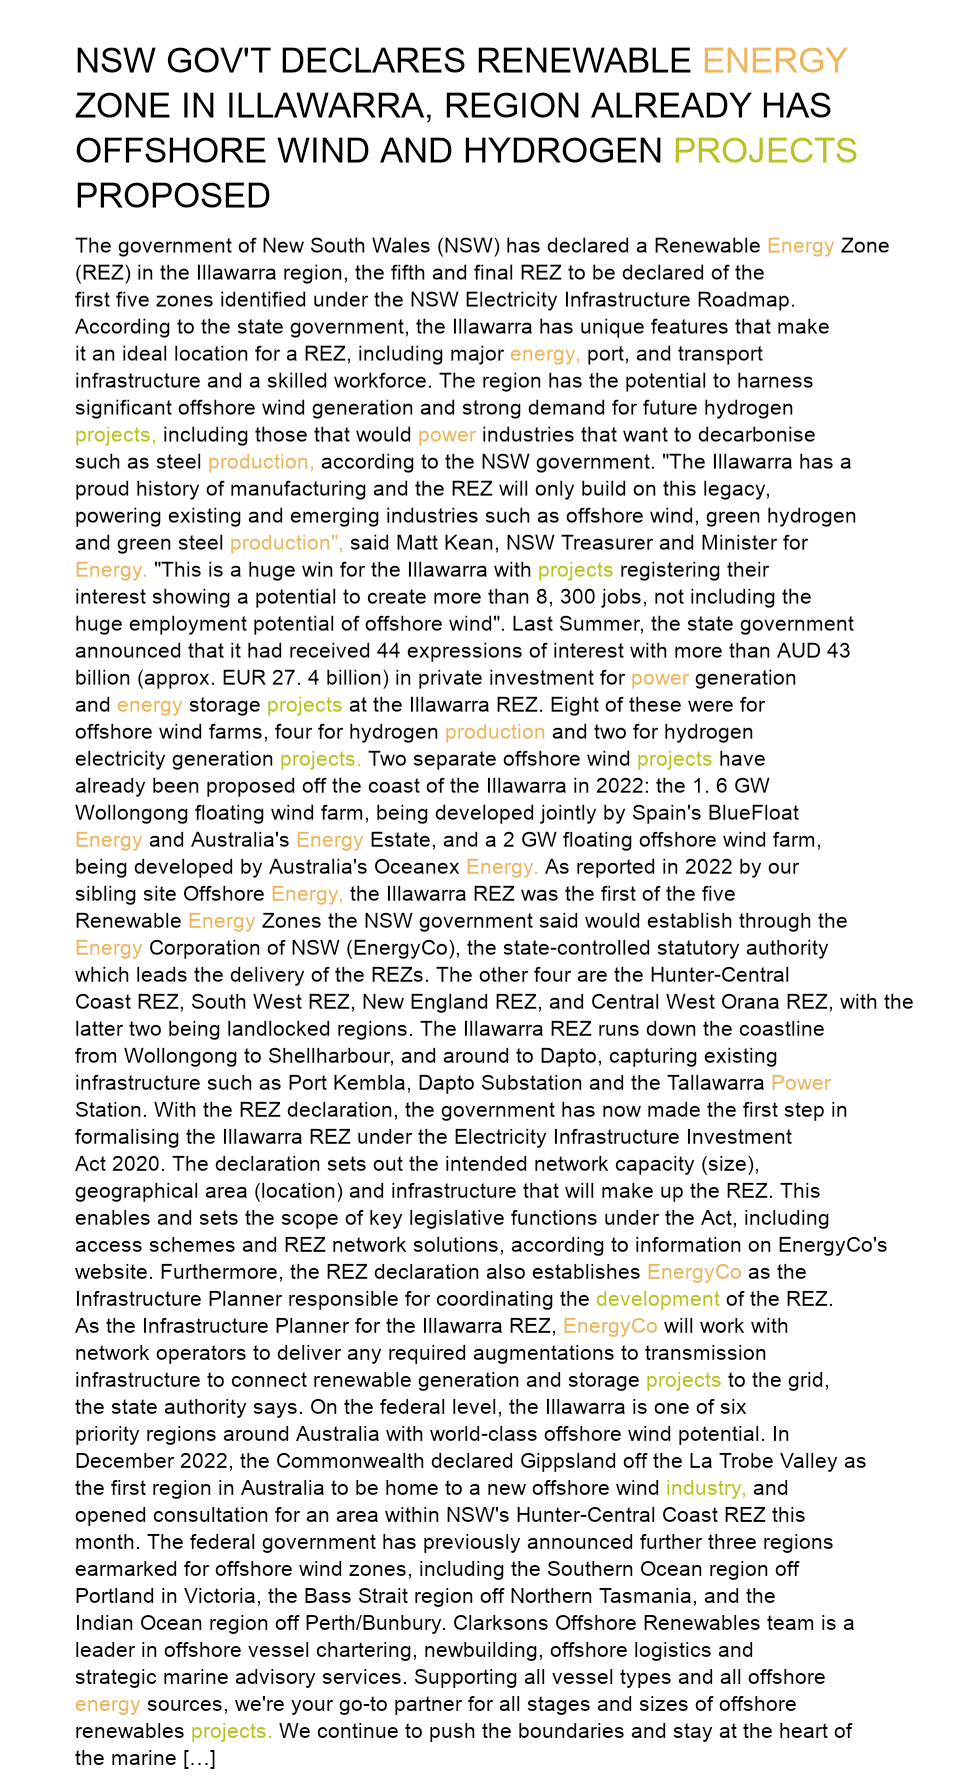 NSW GOV'T DECLARES RENEWABLE ENERGY
ZONE IN ILLAWARRA, REGION ALREADY HAS
OFFSHORE WIND AND HYDROGEN PROJECTS
PROPOSED
The government of New South Wales (NSW) has declared a Renewable Energy Zone
(REZ) in the Illawarra region, the fifth and final REZ to be declared of the
first five zones identified under the NSW Electricity Infrastructure Roadmap.
According to the state government, the Illawarra has unique features that make
it an ideal location for a REZ, including major energy, port, and transport
infrastructure and a skilled workforce. The region has the potential to harness
significant offshore wind generation and strong demand for future hydrogen
projects, including those that would power industries that want to decarbonise
such as steel production, according to the NSW government. "The Illawarra has a
proud history of manufacturing and the REZ will only build on this legacy,
powering existing and emerging industries such as offshore wind, green hydrogen
and green steel production", said Matt Kean, NSW Treasurer and Minister for
Energy. "This is a huge win for the Illawarra with projects registering their
interest showing a potential to create more than 8, 300 jobs, not including the
huge employment potential of offshore wind". Last Summer, the state government
announced that it had received 44 expressions of interest with more than AUD 43
billion (approx. EUR 27. 4 billion) in private investment for power generation
and energy storage projects at the Illawarra REZ. Eight of these were for
offshore wind farms, four for hydrogen production and two for hydrogen
electricity generation projects. Two separate offshore wind projects have
already been proposed off the coast of the Illawarra in 2022: the 1. 6 GW
Wollongong floating wind farm, being developed jointly by Spain's BlueFloat
Energy and Australia's Energy Estate, and a 2 GW floating offshore wind farm,
being developed by Australia's Oceanex Energy. As reported in 2022 by our
sibling site Offshore Energy, the Illawarra REZ was the first of the five
Renewable Energy Zones the NSW government said would establish through the
Energy Corporation of NSW (EnergyCo), the state-controlled statutory authority
which leads the delivery of the REZs. The other four are the Hunter-Central
Coast REZ, South West REZ, New England REZ, and Central West Orana REZ, with the
latter two being landlocked regions. The Illawarra REZ runs down the coastline
from Wollongong to Shellharbour, and around to Dapto, capturing existing
infrastructure such as Port Kembla, Dapto Substation and the Tallawarra Power
Station. With the REZ declaration, the government has now made the first step in
formalising the Illawarra REZ under the Electricity Infrastructure Investment
Act 2020. The declaration sets out the intended network capacity (size),
geographical area (location) and infrastructure that will make up the REZ. This
enables and sets the scope of key legislative functions under the Act, including
access schemes and REZ network solutions, according to information on EnergyCo's
website. Furthermore, the REZ declaration also establishes EnergyCo as the
Infrastructure Planner responsible for coordinating the development of the REZ.
As the Infrastructure Planner for the Illawarra REZ, EnergyCo will work with
network operators to deliver any required augmentations to transmission
infrastructure to connect renewable generation and storage projects to the grid,
the state authority says. On the federal level, the Illawarra is one of six
priority regions around Australia with world-class offshore wind potential. In
December 2022, the Commonwealth declared Gippsland off the La Trobe Valley as
the first region in Australia to be home to a new offshore wind industry, and
opened consultation for an area within NSW's Hunter-Central Coast REZ this
month. The federal government has previously announced further three regions
earmarked for offshore wind zones, including the Southern Ocean region off
Portland in Victoria, the Bass Strait region off Northern Tasmania, and the
Indian Ocean region off Perth/Bunbury. Clarksons Offshore Renewables team is a
leader in offshore vessel chartering, newbuilding, offshore logistics and
strategic marine advisory services. Supporting all vessel types and all offshore
energy sources, we're your go-to partner for all stages and sizes of offshore
renewables projects. We continue to push the boundaries and stay at the heart of
the marine […]